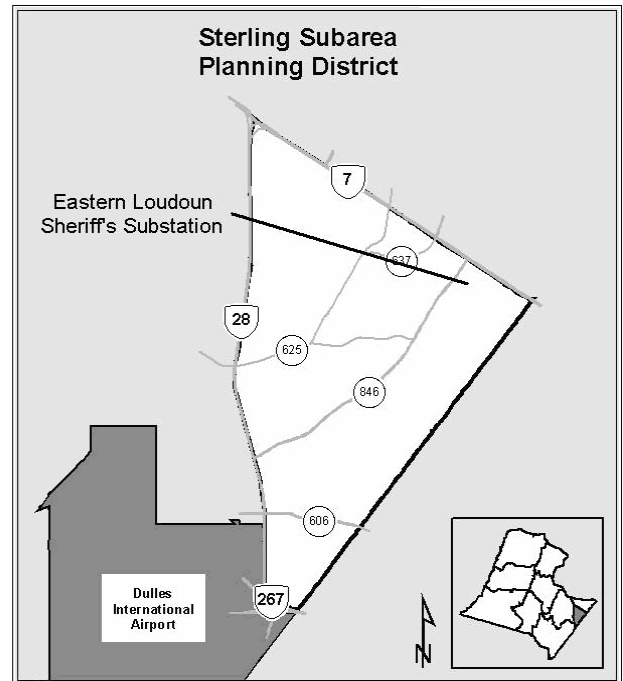 Sterling Subarea
Planning District
7
Eastern Loudoun
Sheriff's Substation
637
28
625
846
606
Dulles
International
Airport
267
N